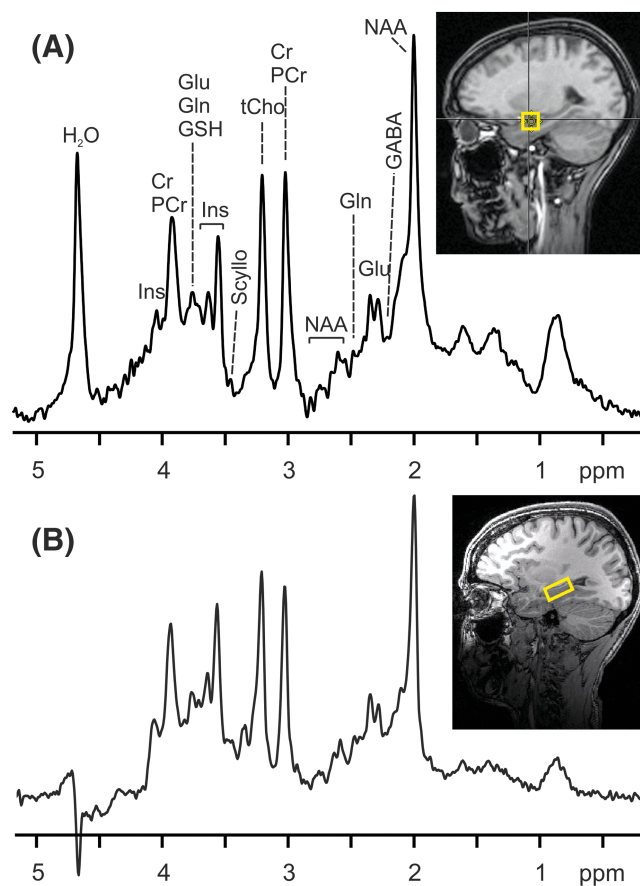 (A)
NAA
Cr
PCr
Glu
Gln
GSH
tCho
H₂O
GABA
Cr
PCr
Ins
Gln
Scyllo
Glu
Ins
NAA
5 4 3 2 1 ppm
(B)
5 4 3 2 1 ppm